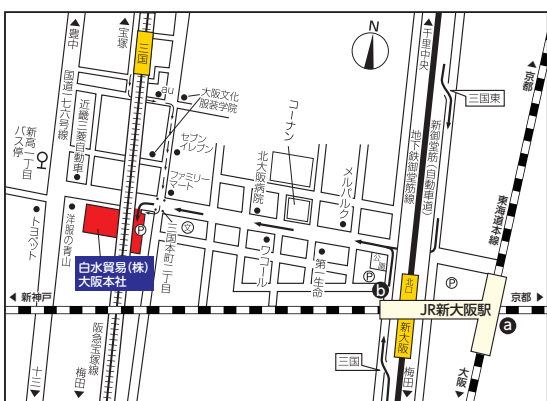 N
豊中
宝塚
千里中央
京都
三国
三国東
国道一七六号線
近畿三菱自動車
au
大阪文化
服装学院
コーナン
新御堂筋(自動車道)
地下鉄御堂筋線
新高一丁目
バス停
セブン
イレブン
ファミリー
マート
北大阪病院
メルパルク
東海道本線
トヨペット
洋服の青山
P
三国本町二丁目
文
ワコール
第一生命
公園
P
P
白水貿易(株)
大阪本社
b
北口
新神戸
京都
JR新大阪駅
a
新大阪
三国
十三
梅田
阪急宝塚線
梅田
大阪